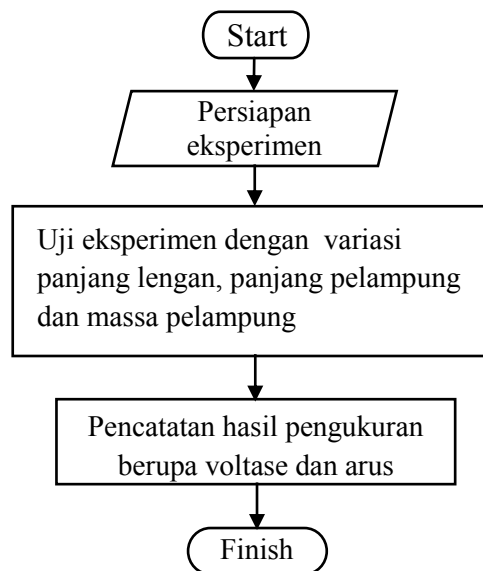 Start
Persiapan
eksperimen
Uji eksperimen dengan variasi
panjang lengan, panjang pelampung
dan massa pelampung
Pencatatan hasil pengukuran
berupa voltase dan arus
Finish